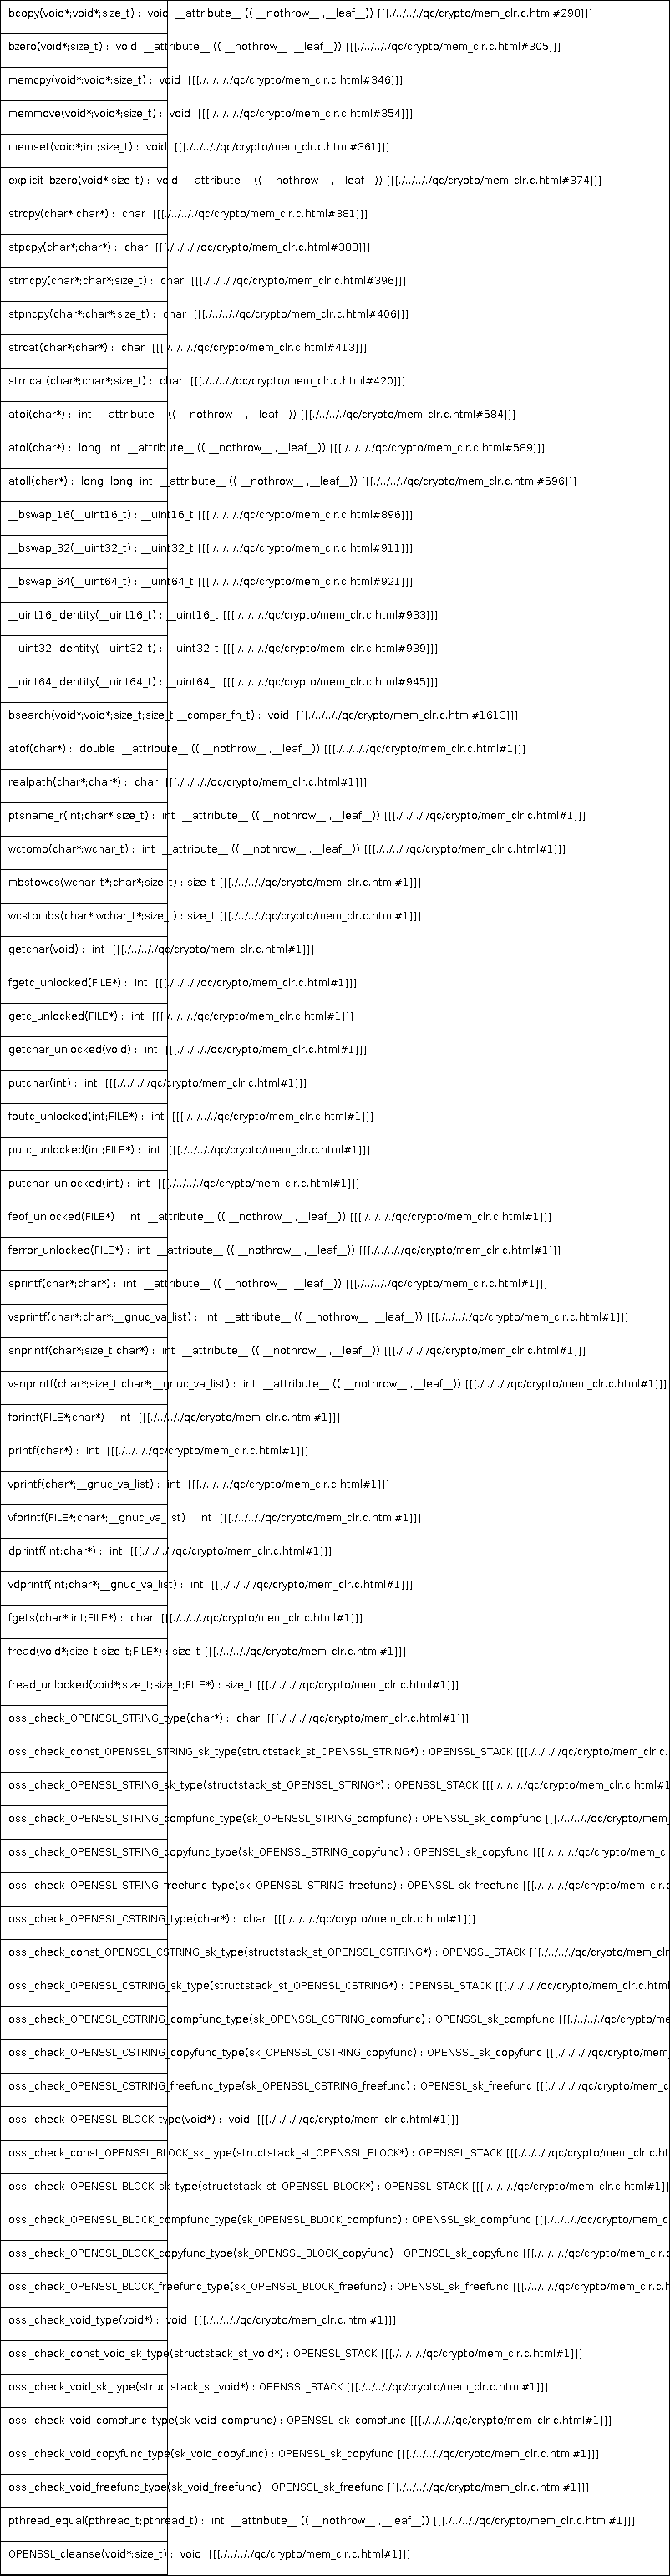 bcopy(void*;void*;size_t) :  void  __attribute__ (( __nothrow__ ,__leaf__)) [[[./../.././qc/crypto/mem_clr.c.html#298]]]
bzero(void*;size_t) :  void  __attribute__ (( __nothrow__ ,__leaf__)) [[[./../.././qc/crypto/mem_clr.c.html#305]]]
memcpy(void*;void*;size_t) :  void  [[[./../.././qc/crypto/mem_clr.c.html#346]]]
memmove(void*;void*;size_t) :  void  [[[./../.././qc/crypto/mem_clr.c.html#354]]]
memset(void*;int;size_t) :  void  [[[./../.././qc/crypto/mem_clr.c.html#361]]]
explicit_bzero(void*;size_t) :  void  __attribute__ (( __nothrow__ ,__leaf__)) [[[./../.././qc/crypto/mem_clr.c.html#374]]]
strcpy(char*;char*) :  char  [[[./../.././qc/crypto/mem_clr.c.html#381]]]
stpcpy(char*;char*) :  char  [[[./../.././qc/crypto/mem_clr.c.html#388]]]
strncpy(char*;char*;size_t) :  char  [[[./../.././qc/crypto/mem_clr.c.html#396]]]
stpncpy(char*;char*;size_t) :  char  [[[./../.././qc/crypto/mem_clr.c.html#406]]]
strcat(char*;char*) :  char  [[[./../.././qc/crypto/mem_clr.c.html#413]]]
strncat(char*;char*;size_t) :  char  [[[./../.././qc/crypto/mem_clr.c.html#420]]]
atoi(char*) :  int  __attribute__ (( __nothrow__ ,__leaf__)) [[[./../.././qc/crypto/mem_clr.c.html#584]]]
atol(char*) :  long  int  __attribute__ (( __nothrow__ ,__leaf__)) [[[./../.././qc/crypto/mem_clr.c.html#589]]]
atoll(char*) :  long  long  int  __attribute__ (( __nothrow__ ,__leaf__)) [[[./../.././qc/crypto/mem_clr.c.html#596]]]
__bswap_16(__uint16_t) : __uint16_t [[[./../.././qc/crypto/mem_clr.c.html#896]]]
__bswap_32(__uint32_t) : __uint32_t [[[./../.././qc/crypto/mem_clr.c.html#911]]]
__bswap_64(__uint64_t) : __uint64_t [[[./../.././qc/crypto/mem_clr.c.html#921]]]
__uint16_identity(__uint16_t) : __uint16_t [[[./../.././qc/crypto/mem_clr.c.html#933]]]
__uint32_identity(__uint32_t) : __uint32_t [[[./../.././qc/crypto/mem_clr.c.html#939]]]
__uint64_identity(__uint64_t) : __uint64_t [[[./../.././qc/crypto/mem_clr.c.html#945]]]
bsearch(void*;void*;size_t;size_t;__compar_fn_t) :  void  [[[./../.././qc/crypto/mem_clr.c.html#1613]]]
atof(char*) :  double  __attribute__ (( __nothrow__ ,__leaf__)) [[[./../.././qc/crypto/mem_clr.c.html#1]]]
realpath(char*;char*) :  char  [[[./../.././qc/crypto/mem_clr.c.html#1]]]
ptsname_r(int;char*;size_t) :  int  __attribute__ (( __nothrow__ ,__leaf__)) [[[./../.././qc/crypto/mem_clr.c.html#1]]]
wctomb(char*;wchar_t) :  int  __attribute__ (( __nothrow__ ,__leaf__)) [[[./../.././qc/crypto/mem_clr.c.html#1]]]
mbstowcs(wchar_t*;char*;size_t) : size_t [[[./../.././qc/crypto/mem_clr.c.html#1]]]
wcstombs(char*;wchar_t*;size_t) : size_t [[[./../.././qc/crypto/mem_clr.c.html#1]]]
getchar(void) :  int  [[[./../.././qc/crypto/mem_clr.c.html#1]]]
fgetc_unlocked(FILE*) :  int  [[[./../.././qc/crypto/mem_clr.c.html#1]]]
getc_unlocked(FILE*) :  int  [[[./../.././qc/crypto/mem_clr.c.html#1]]]
getchar_unlocked(void) :  int  [[[./../.././qc/crypto/mem_clr.c.html#1]]]
putchar(int) :  int  [[[./../.././qc/crypto/mem_clr.c.html#1]]]
fputc_unlocked(int;FILE*) :  int  [[[./../.././qc/crypto/mem_clr.c.html#1]]]
putc_unlocked(int;FILE*) :  int  [[[./../.././qc/crypto/mem_clr.c.html#1]]]
putchar_unlocked(int) :  int  [[[./../.././qc/crypto/mem_clr.c.html#1]]]
feof_unlocked(FILE*) :  int  __attribute__ (( __nothrow__ ,__leaf__)) [[[./../.././qc/crypto/mem_clr.c.html#1]]]
ferror_unlocked(FILE*) :  int  __attribute__ (( __nothrow__ ,__leaf__)) [[[./../.././qc/crypto/mem_clr.c.html#1]]]
sprintf(char*;char*) :  int  __attribute__ (( __nothrow__ ,__leaf__)) [[[./../.././qc/crypto/mem_clr.c.html#1]]]
vsprintf(char*;char*;__gnuc_va_list) :  int  __attribute__ (( __nothrow__ ,__leaf__)) [[[./../.././qc/crypto/mem_clr.c.html#1]]]
snprintf(char*;size_t;char*) :  int  __attribute__ (( __nothrow__ ,__leaf__)) [[[./../.././qc/crypto/mem_clr.c.html#1]]]
vsnprintf(char*;size_t;char*;__gnuc_va_list) :  int  __attribute__ (( __nothrow__ ,__leaf__)) [[[./../.././qc/crypto/mem_clr.c.html#1]]]
fprintf(FILE*;char*) :  int  [[[./../.././qc/crypto/mem_clr.c.html#1]]]
printf(char*) :  int  [[[./../.././qc/crypto/mem_clr.c.html#1]]]
vprintf(char*;__gnuc_va_list) :  int  [[[./../.././qc/crypto/mem_clr.c.html#1]]]
vfprintf(FILE*;char*;__gnuc_va_list) :  int  [[[./../.././qc/crypto/mem_clr.c.html#1]]]
dprintf(int;char*) :  int  [[[./../.././qc/crypto/mem_clr.c.html#1]]]
vdprintf(int;char*;__gnuc_va_list) :  int  [[[./../.././qc/crypto/mem_clr.c.html#1]]]
fgets(char*;int;FILE*) :  char  [[[./../.././qc/crypto/mem_clr.c.html#1]]]
fread(void*;size_t;size_t;FILE*) : size_t [[[./../.././qc/crypto/mem_clr.c.html#1]]]
fread_unlocked(void*;size_t;size_t;FILE*) : size_t [[[./../.././qc/crypto/mem_clr.c.html#1]]]
ossl_check_OPENSSL_STRING_type(char*) :  char  [[[./../.././qc/crypto/mem_clr.c.html#1]]]
ossl_check_const_OPENSSL_STRING_sk_type(structstack_st_OPENSSL_STRING*) : OPENSSL_STACK [[[./../.././qc/crypto/mem_clr.c.
ossl_check_OPENSSL_STRING_sk_type(structstack_st_OPENSSL_STRING*) : OPENSSL_STACK [[[./../.././qc/crypto/mem_clr.c.html#1
ossl_check_OPENSSL_STRING_compfunc_type(sk_OPENSSL_STRING_compfunc) : OPENSSL_sk_compfunc [[[./../.././qc/crypto/mem_
ossl_check_OPENSSL_STRING_copyfunc_type(sk_OPENSSL_STRING_copyfunc) : OPENSSL_sk_copyfunc [[[./../.././qc/crypto/mem_cl
ossl_check_OPENSSL_STRING_freefunc_type(sk_OPENSSL_STRING_freefunc) : OPENSSL_sk_freefunc [[[./../.././qc/crypto/mem_clr.c
ossl_check_OPENSSL_CSTRING_type(char*) :  char  [[[./../.././qc/crypto/mem_clr.c.html#1]]]
ossl_check_const_OPENSSL_CSTRING_sk_type(structstack_st_OPENSSL_CSTRING*) : OPENSSL_STACK [[[./../.././qc/crypto/mem_clr
ossl_check_OPENSSL_CSTRING_sk_type(structstack_st_OPENSSL_CSTRING*) : OPENSSL_STACK [[[./../.././qc/crypto/mem_clr.c.html
ossl_check_OPENSSL_CSTRING_compfunc_type(sk_OPENSSL_CSTRING_compfunc) : OPENSSL_sk_compfunc [[[./../.././qc/crypto/me
ossl_check_OPENSSL_CSTRING_copyfunc_type(sk_OPENSSL_CSTRING_copyfunc) : OPENSSL_sk_copyfunc [[[./../.././qc/crypto/mem_
ossl_check_OPENSSL_CSTRING_freefunc_type(sk_OPENSSL_CSTRING_freefunc) : OPENSSL_sk_freefunc [[[./../.././qc/crypto/mem_c
ossl_check_OPENSSL_BLOCK_type(void*) :  void  [[[./../.././qc/crypto/mem_clr.c.html#1]]]
ossl_check_const_OPENSSL_BLOCK_sk_type(structstack_st_OPENSSL_BLOCK*) : OPENSSL_STACK [[[./../.././qc/crypto/mem_clr.c.ht
ossl_check_OPENSSL_BLOCK_sk_type(structstack_st_OPENSSL_BLOCK*) : OPENSSL_STACK [[[./../.././qc/crypto/mem_clr.c.html#1]]
ossl_check_OPENSSL_BLOCK_compfunc_type(sk_OPENSSL_BLOCK_compfunc) : OPENSSL_sk_compfunc [[[./../.././qc/crypto/mem_c
ossl_check_OPENSSL_BLOCK_copyfunc_type(sk_OPENSSL_BLOCK_copyfunc) : OPENSSL_sk_copyfunc [[[./../.././qc/crypto/mem_clr.c
ossl_check_OPENSSL_BLOCK_freefunc_type(sk_OPENSSL_BLOCK_freefunc) : OPENSSL_sk_freefunc [[[./../.././qc/crypto/mem_clr.c.h
ossl_check_void_type(void*) :  void  [[[./../.././qc/crypto/mem_clr.c.html#1]]]
ossl_check_const_void_sk_type(structstack_st_void*) : OPENSSL_STACK [[[./../.././qc/crypto/mem_clr.c.html#1]]]
ossl_check_void_sk_type(structstack_st_void*) : OPENSSL_STACK [[[./../.././qc/crypto/mem_clr.c.html#1]]]
ossl_check_void_compfunc_type(sk_void_compfunc) : OPENSSL_sk_compfunc [[[./../.././qc/crypto/mem_clr.c.html#1]]]
ossl_check_void_copyfunc_type(sk_void_copyfunc) : OPENSSL_sk_copyfunc [[[./../.././qc/crypto/mem_clr.c.html#1]]]
ossl_check_void_freefunc_type(sk_void_freefunc) : OPENSSL_sk_freefunc [[[./../.././qc/crypto/mem_clr.c.html#1]]]
pthread_equal(pthread_t;pthread_t) :  int  __attribute__ (( __nothrow__ ,__leaf__)) [[[./../.././qc/crypto/mem_clr.c.html#1]]]
OPENSSL_cleanse(void*;size_t) :  void  [[[./../.././qc/crypto/mem_clr.c.html#1]]]